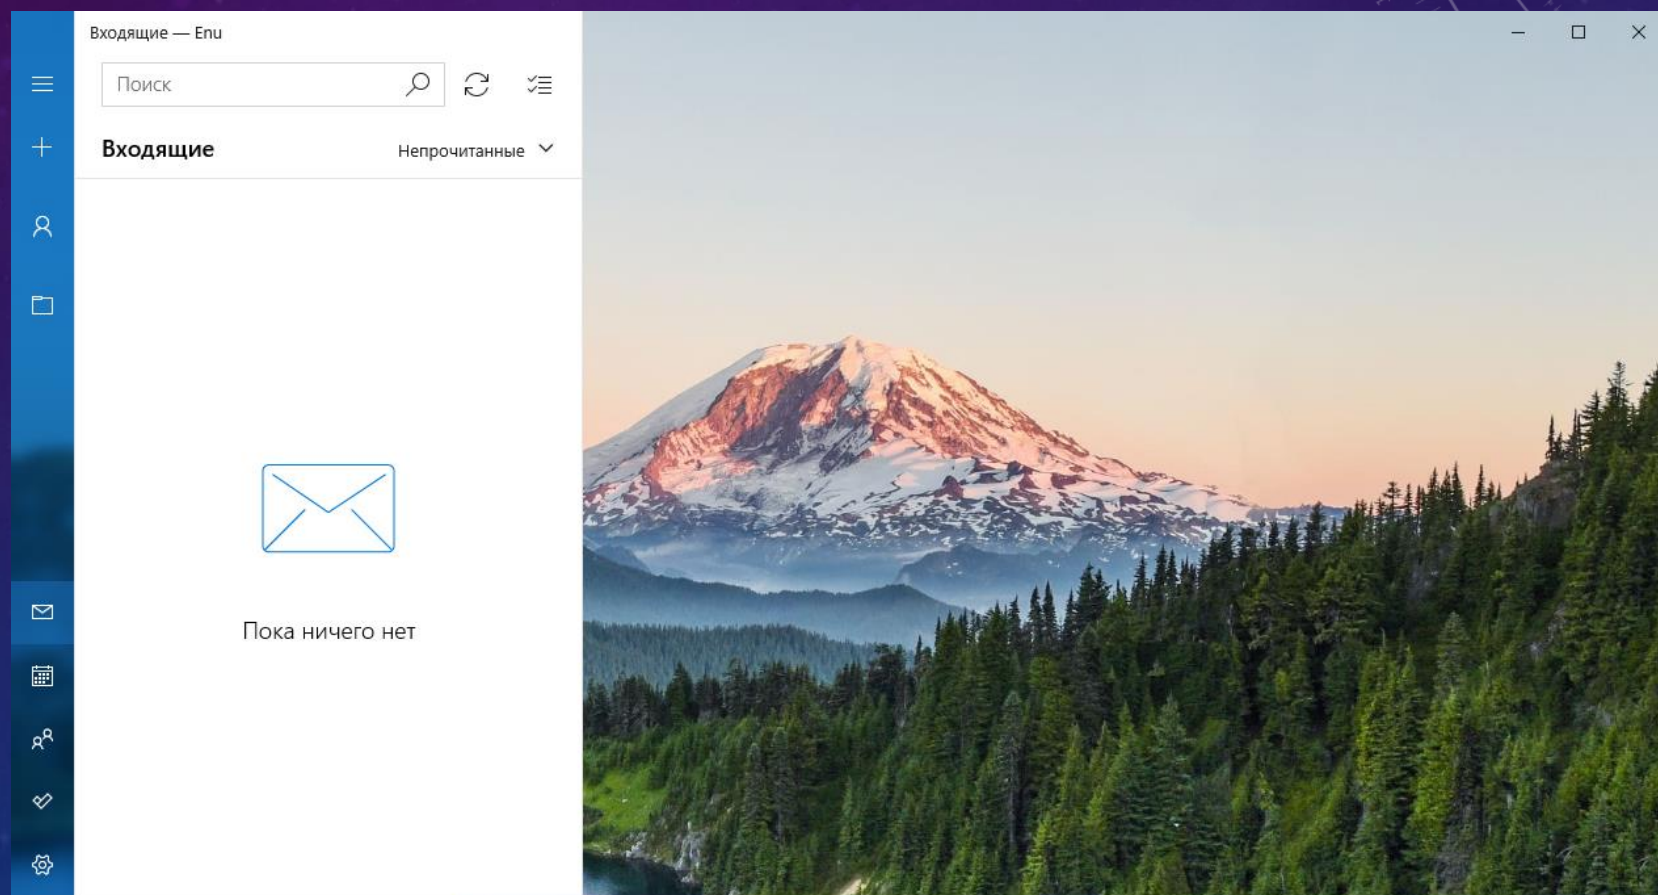 Входящие — Enu
Поиск
Входящие
Непрочитанные
Пока ничего нет